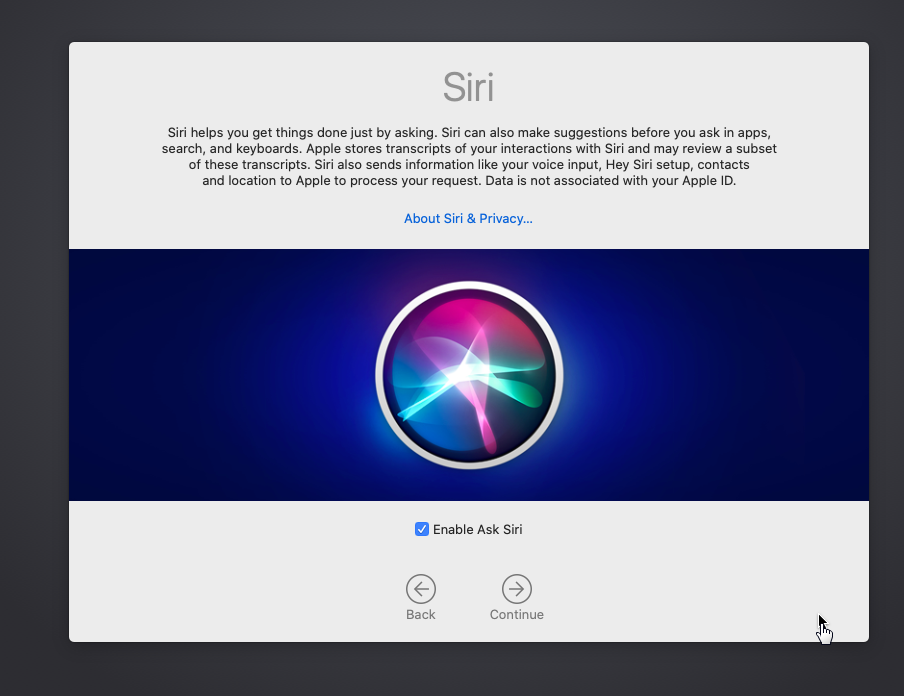 Siri
Siri helps you get things done just by asking. Siri can also make suggestions before you ask in apps,
search, and keyboards. Apple stores transcripts of your interactions with Siri and may review a subset
of these transcripts. Siri also sends information like your voice input, Hey Siri setup, contacts
and location to Apple to process your request. Data is not associated with your Apple ID.
About Siri & Privacy...
Enable Ask Siri
Back
Continue